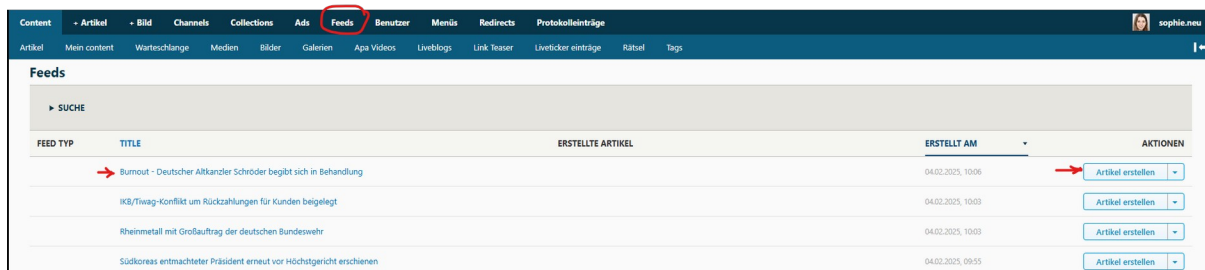 Content + Artikel + Bild Channels Collections Ads Feeds Benutzer Menüs Redirects Protokolleinträge sophie.neu
Artikel Mein content Warteschlange Medien Bilder Galerien Apa Videos Liveblogs Link Teaser Liveticker einträge Rätsel Tags
Feeds
SUCHE
FEED TYP TITLE ERSTELLTE ARTIKEL ERSTELLT AM AKTIONEN
Burnout - Deutscher Altkanzler Schröder begibt sich in Behandlung 04.02.2025, 10:06 Artikel erstellen
IKB/Tiwag-Konflikt um Rückzahlungen für Kunden beigelegt 04.02.2025, 10:03 Artikel erstellen
Rheinmetall mit Großauftrag der deutschen Bundeswehr 04.02.2025, 10:03 Artikel erstellen
Südkoreas entmachteter Präsident erneut vor Höchstgericht erschienen 04.02.2025, 09:55 Artikel erstellen